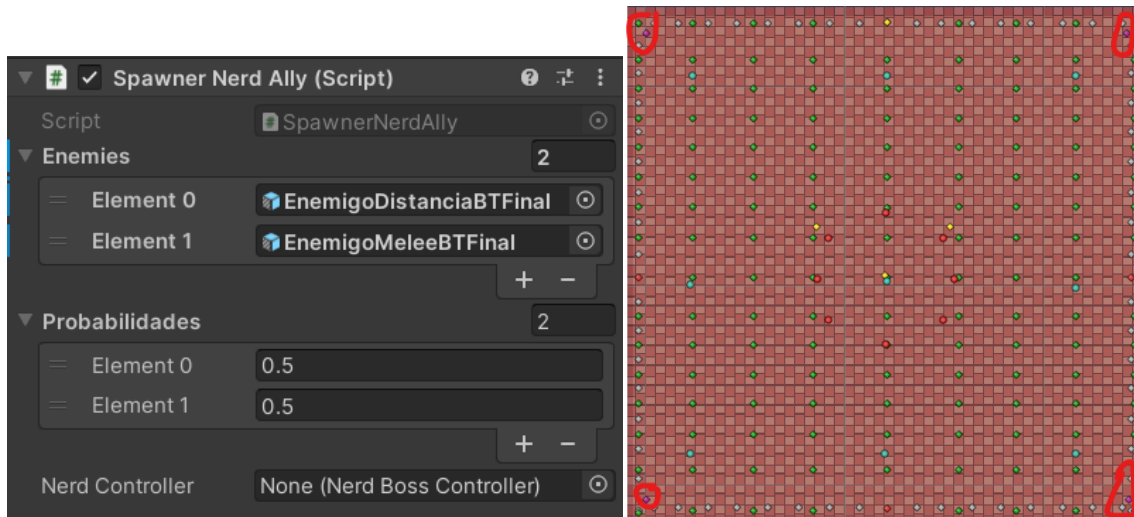 # Spawner Nerd Ally (Script)
Script SpawnerNerdAlly
Enemies 2
Element 0 EnemigoDistanciaBTFinal
Element 1 EnemigoMeleeBTFinal
+ −
Probabilidades 2
Element 0 0.5
Element 1 0.5
+ −
Nerd Controller None (Nerd Boss Controller)